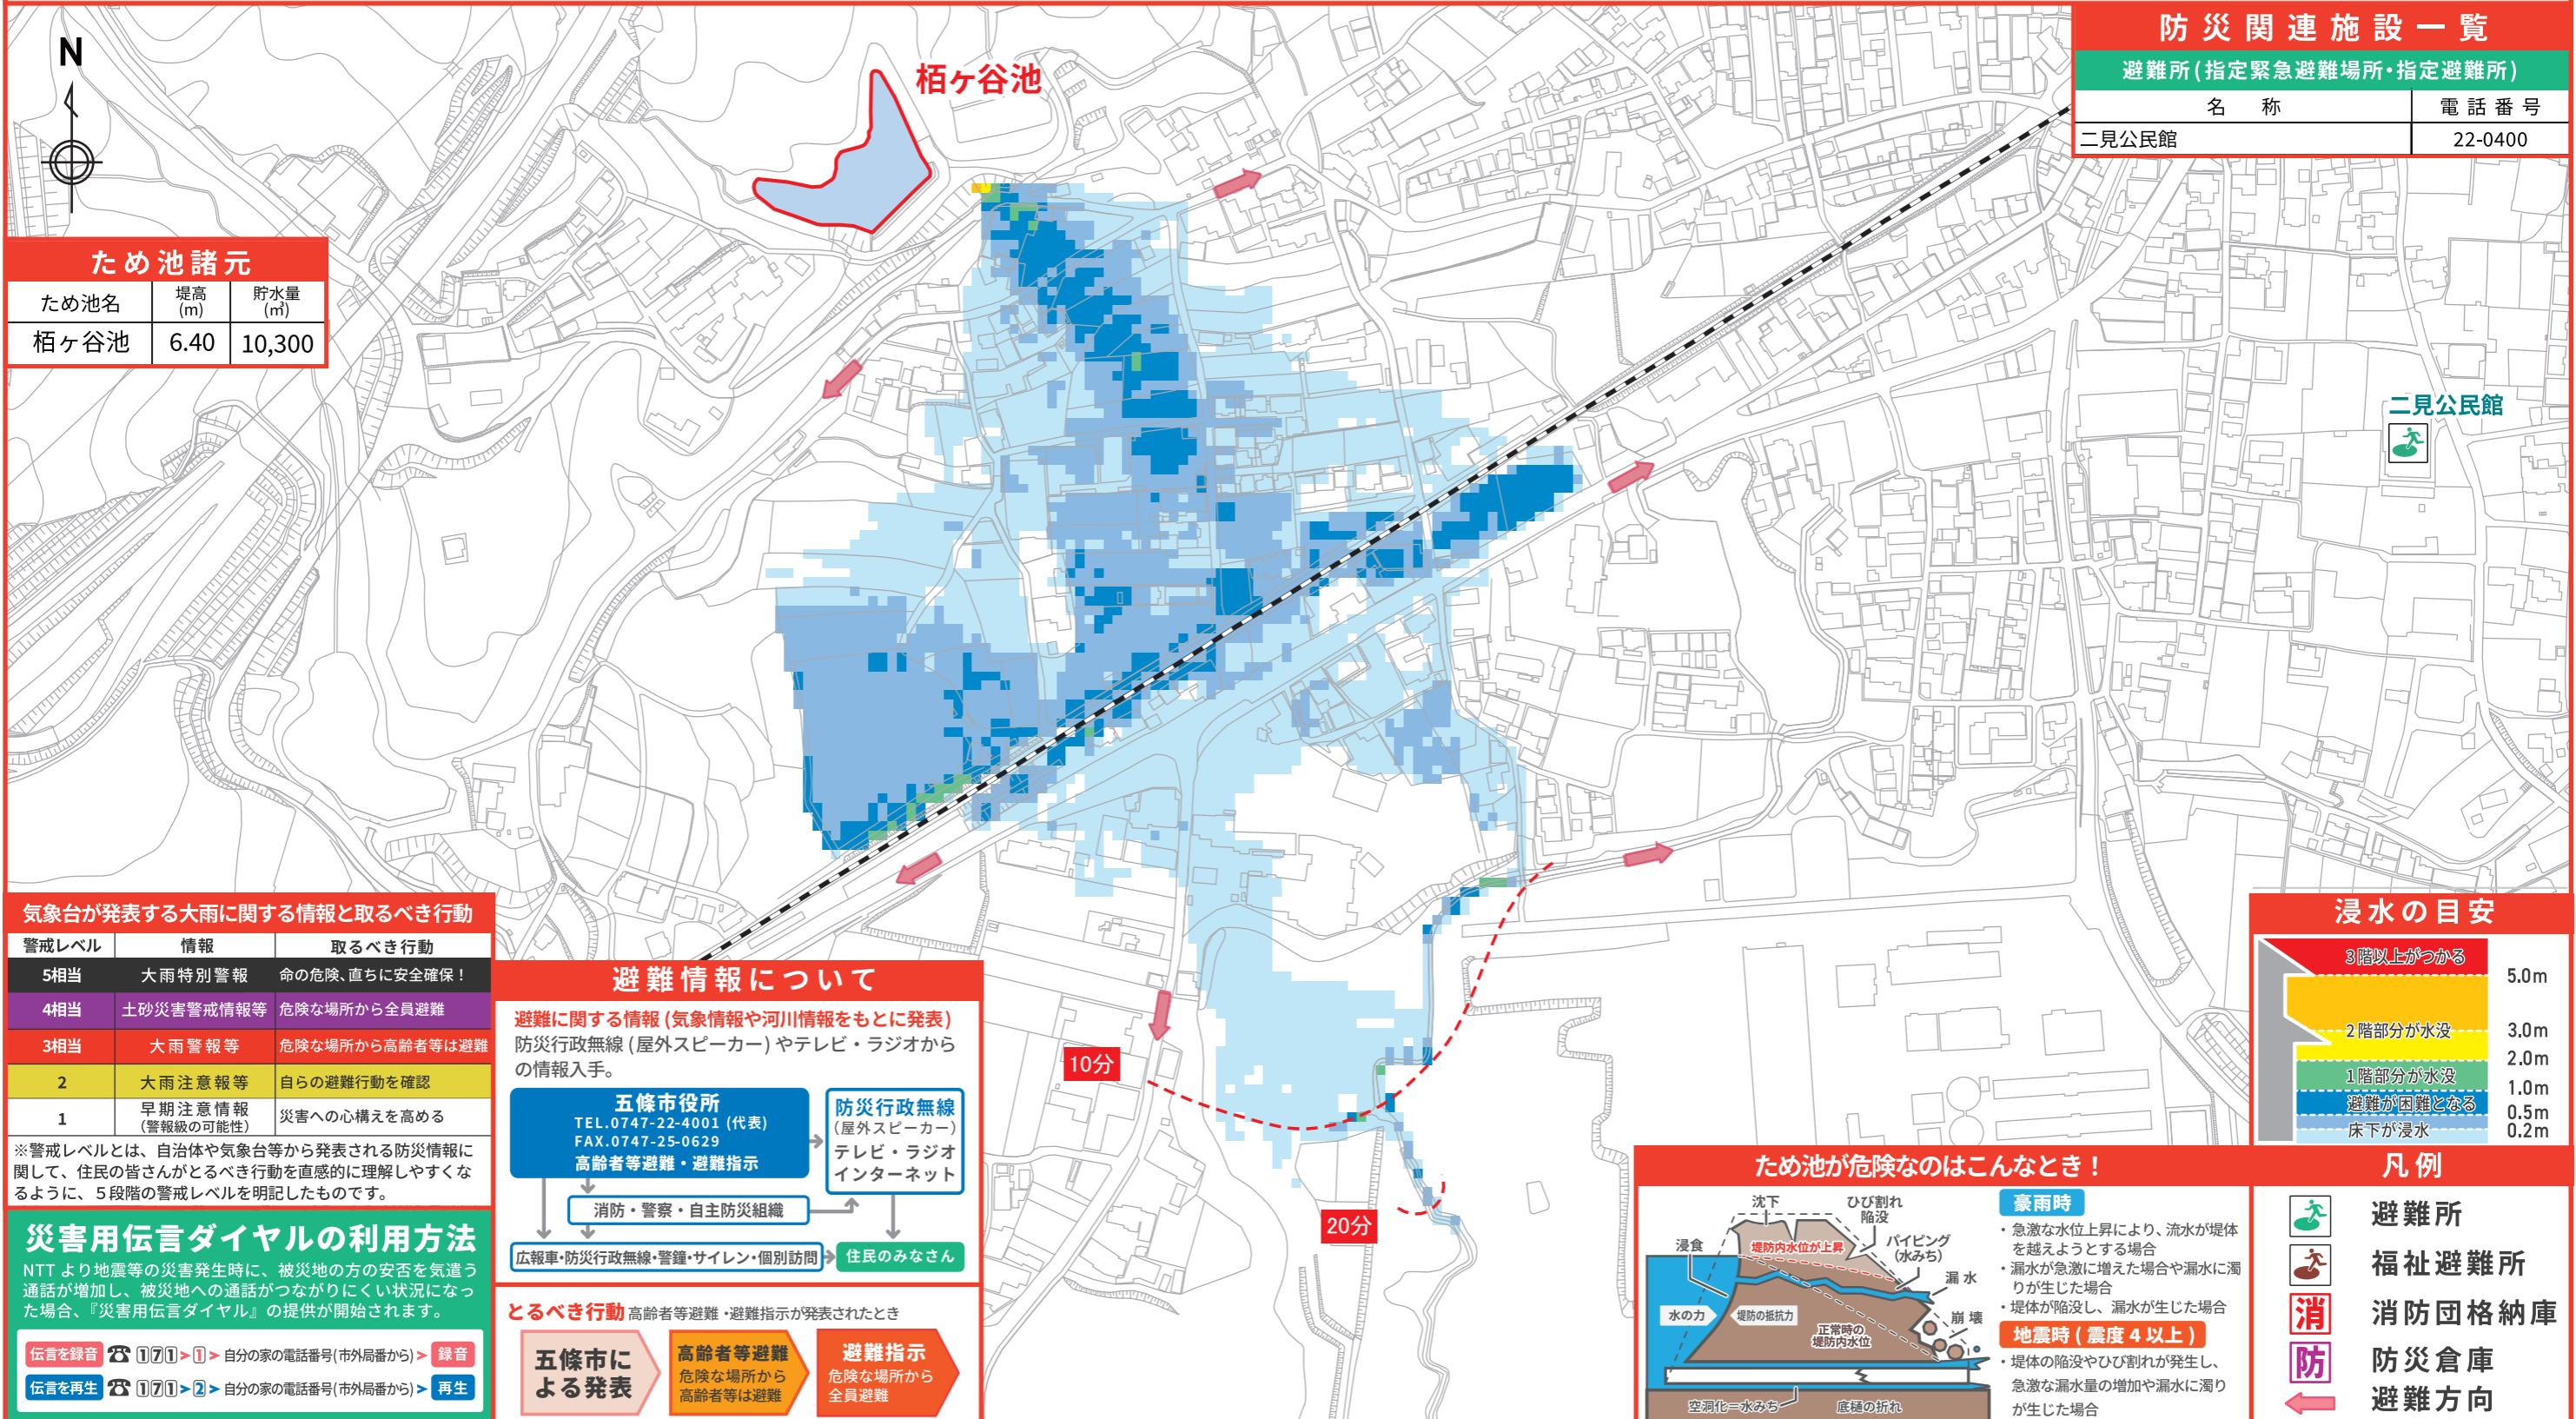 N
栢ヶ谷池
防災関連施設一覧
避難所(指定緊急避難場所・指定避難所)
名　称　電話番号
二見公民館　22-0400
ため池諸元
ため池名　堤高(m)　貯水量(㎥)
栢ヶ谷池　6.40　10,300
二見公民館
10分
20分
気象台が発表する大雨に関する情報と取るべき行動
警戒レベル　情報　取るべき行動
5相当　大雨特別警報　命の危険、直ちに安全確保！
4相当　土砂災害警戒情報等　危険な場所から全員避難
3相当　大雨警報等　危険な場所から高齢者等は避難
2　大雨注意報等　自らの避難行動を確認
1　早期注意情報(警報級の可能性)　災害への心構えを高める
※警戒レベルとは、自治体や気象台等から発表される防災情報に
関して、住民の皆さんがとるべき行動を直感的に理解しやすくな
るように、５段階の警戒レベルを明記したものです。
災害用伝言ダイヤルの利用方法
NTT より地震等の災害発生時に、被災地の方の安否を気遣う
通話が増加し、被災地への通話がつながりにくい状況になっ
た場合、『災害用伝言ダイヤル』の提供が開始されます。
伝言を録音 ☎ 171 > 1 > 自分の家の電話番号(市外局番から) > 録音
伝言を再生 ☎ 171 > 2 > 自分の家の電話番号(市外局番から) > 再生
避難情報について
避難に関する情報 (気象情報や河川情報をもとに発表)
防災行政無線 (屋外スピーカー) やテレビ・ラジオから
の情報入手。
五條市役所
TEL.0747-22-4001 (代表)
FAX.0747-25-0629
高齢者等避難・避難指示
防災行政無線
(屋外スピーカー)
テレビ・ラジオ
インターネット
消防・警察・自主防災組織
広報車・防災行政無線・警鐘・サイレン・個別訪問
住民のみなさん
とるべき行動 高齢者等避難・避難指示が発表されたとき
五條市に
よる発表
高齢者等避難
危険な場所から
高齢者等は避難
避難指示
危険な場所から
全員避難
浸水の目安
3階以上がつかる
5.0m
2階部分が水没
3.0m
2.0m
1階部分が水没
1.0m
避難が困難となる
0.5m
床下が浸水
0.2m
ため池が危険なのはこんなとき！
沈下
ひび割れ
陥没
浸食
堤防内水位が上昇
パイピング
(水みち)
漏水
水の力
堤防の抵抗力
正常時の
堤防内水位
崩壊
空洞化=水みち
底樋の折れ
豪雨時
・急激な水位上昇により、流水が堤体
を越えようとする場合
・漏水が急激に増えた場合や漏水に濁
りが生じた場合
・堤体が陥没し、漏水が生じた場合
地震時 ( 震度 4 以上 )
・堤体の陥没やひび割れが発生し、
急激な漏水量の増加や漏水に濁り
が生じた場合
凡例
避難所
福祉避難所
消　消防団格納庫
防　防災倉庫
避難方向